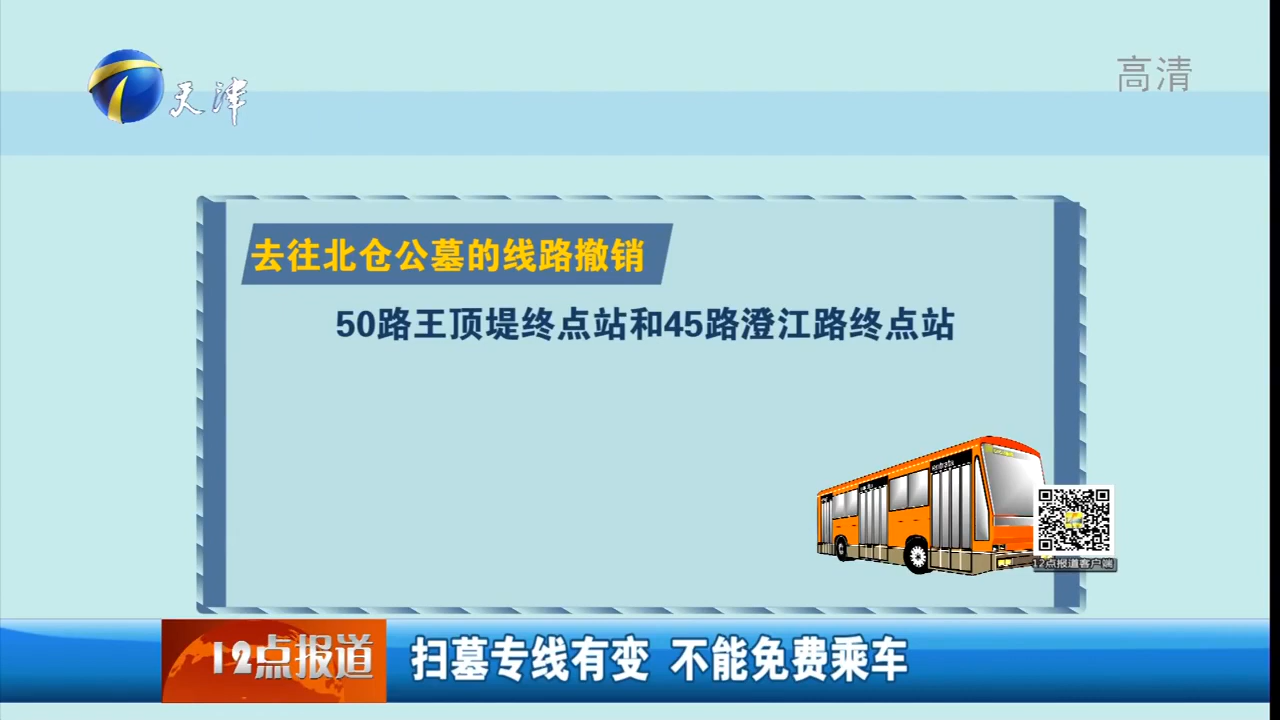 天津
高清
去往北仓公墓的线路撤销
50路王顶堤终点站和45路澄江路终点站
12点报道客户端
12点报道
扫墓专线有变 不能免费乘车